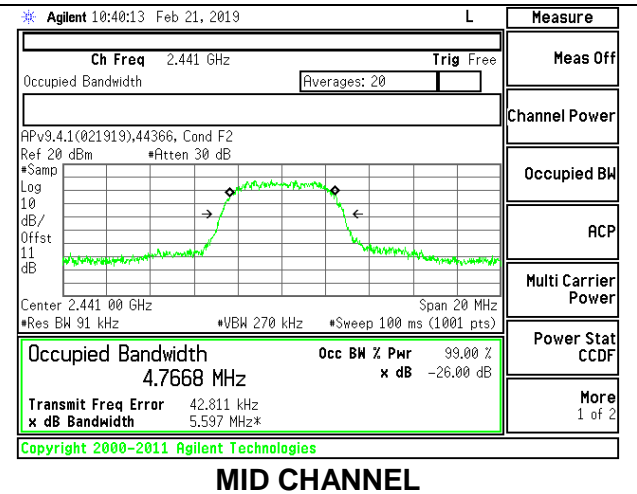 Agilent 10:40:13 Feb 21, 2019 L
Measure
Ch Freq 2.441 GHz Trig Free
Meas Off
Occupied Bandwidth Averages: 20
Channel Power
APv9.4.1(021919),44366, Cond F2
Ref 20 dBm #Atten 30 dB
Occupied BW
#Samp
Log
10
dB/
Offst
11
dB
ACP
Multi Carrier
Power
Center 2.441 00 GHz Span 20 MHz
#Res BW 91 kHz #VBW 270 kHz #Sweep 100 ms (1001 pts)
Power Stat
CCDF
Occupied Bandwidth Occ BW % Pwr 99.00 %
4.7668 MHz x dB -26.00 dB
Transmit Freq Error 42.811 kHz
x dB Bandwidth 5.597 MHz*
More
1 of 2
Copyright 2000-2011 Agilent Technologies
MID CHANNEL